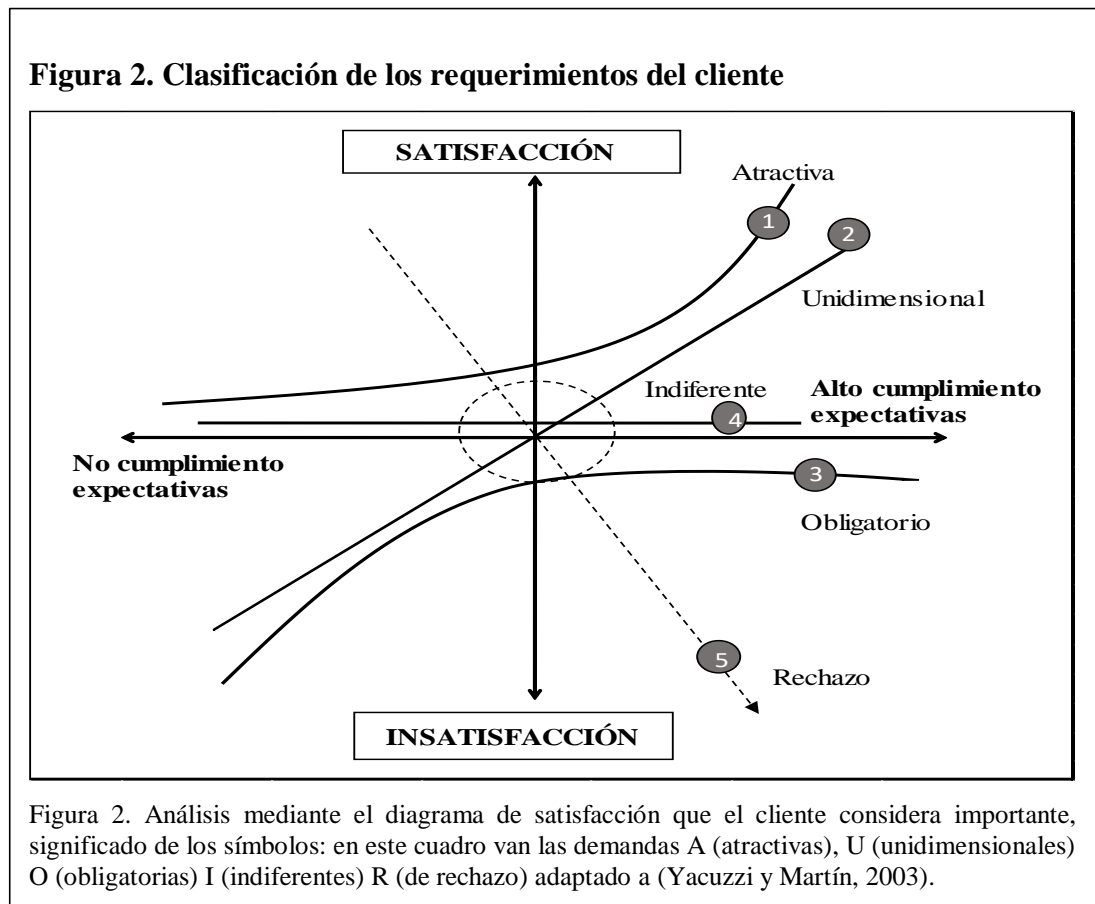 Figura 2. Clasificación de los requerimientos del cliente
SATISFACCIÓN
Atractiva
1
2
Unidimensional
Indiferente
4
Alto cumplimiento
expectativas
No cumplimiento
expectativas
3
Obligatorio
5
Rechazo
INSATISFACCIÓN
Figura 2. Análisis mediante el diagrama de satisfacción que el cliente considera importante,
significado de los símbolos: en este cuadro van las demandas A (atractivas), U (unidimensionales)
O (obligatorias) I (indiferentes) R (de rechazo) adaptado a (Yacuzzi y Martín, 2003).